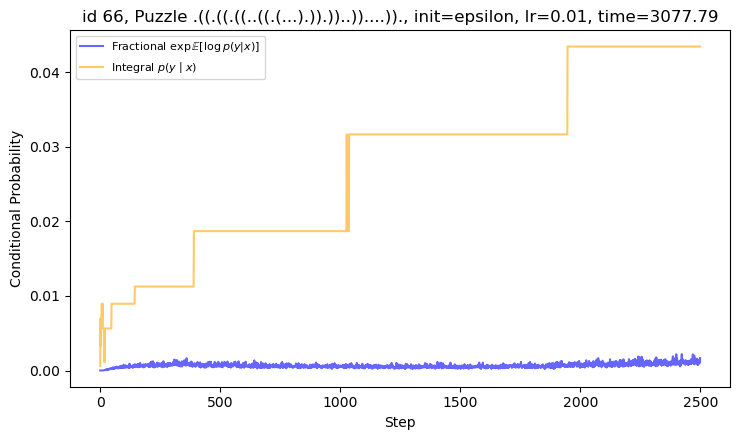 id 66, Puzzle .((.((.((..((.(...).)).))..))....))., init=epsilon, lr=0.01, time=3077.79
Fractional exp𝔼[log p(y|x)]
Integral p(y | x)
Conditional Probability
0.04
0.03
0.02
0.01
0.00
0
500
1000
1500
2000
2500
Step